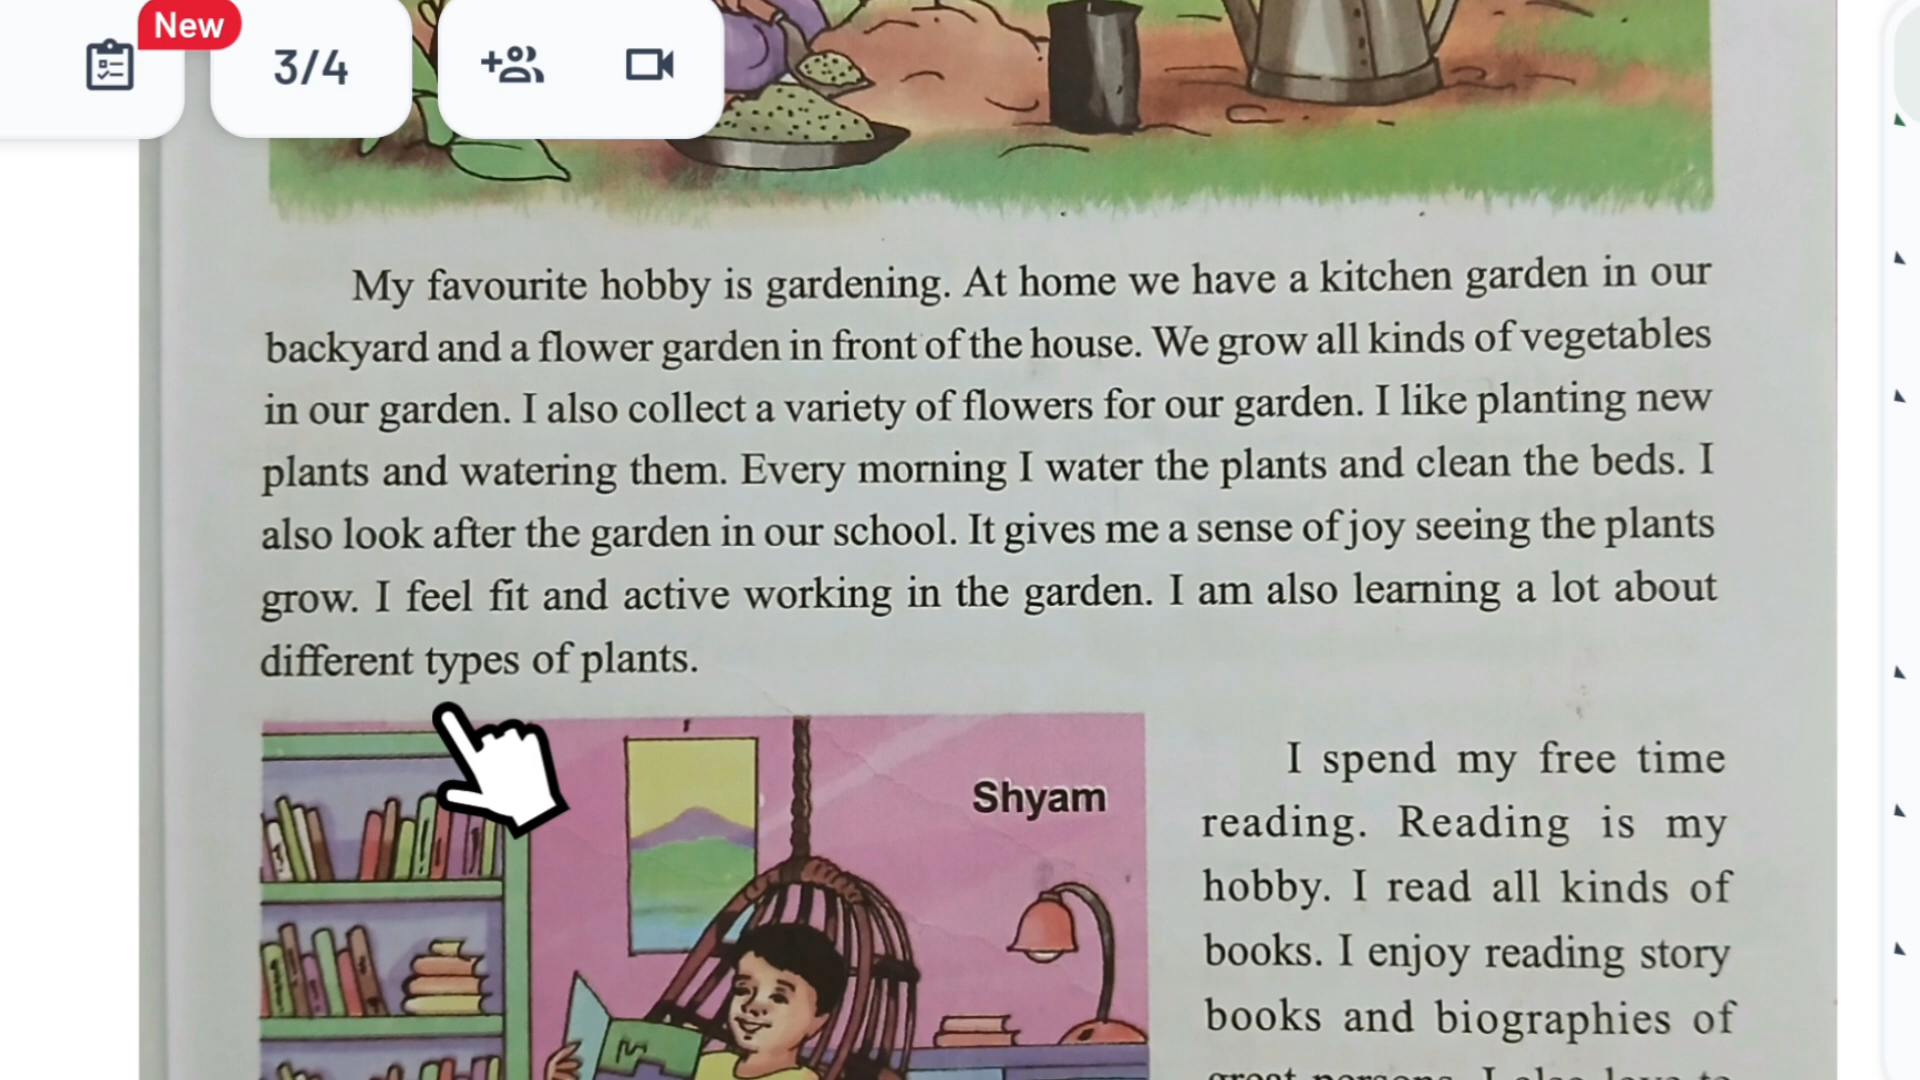 New
3/4
My favourite hobby is gardening. At home we have a kitchen garden in our
backyard and a flower garden in front of the house. We grow all kinds of vegetables
in our garden. I also collect a variety of flowers for our garden. I like planting new
plants and watering them. Every morning I water the plants and clean the beds. I
also look after the garden in our school. It gives me a sense of joy seeing the plants
grow. I feel fit and active working in the garden. I am also learning a lot about
different types of plants.
Shyam
I spend my free time
reading. Reading is my
hobby. I read all kinds of
books. I enjoy reading story
books and biographies of
great persons. I also love to